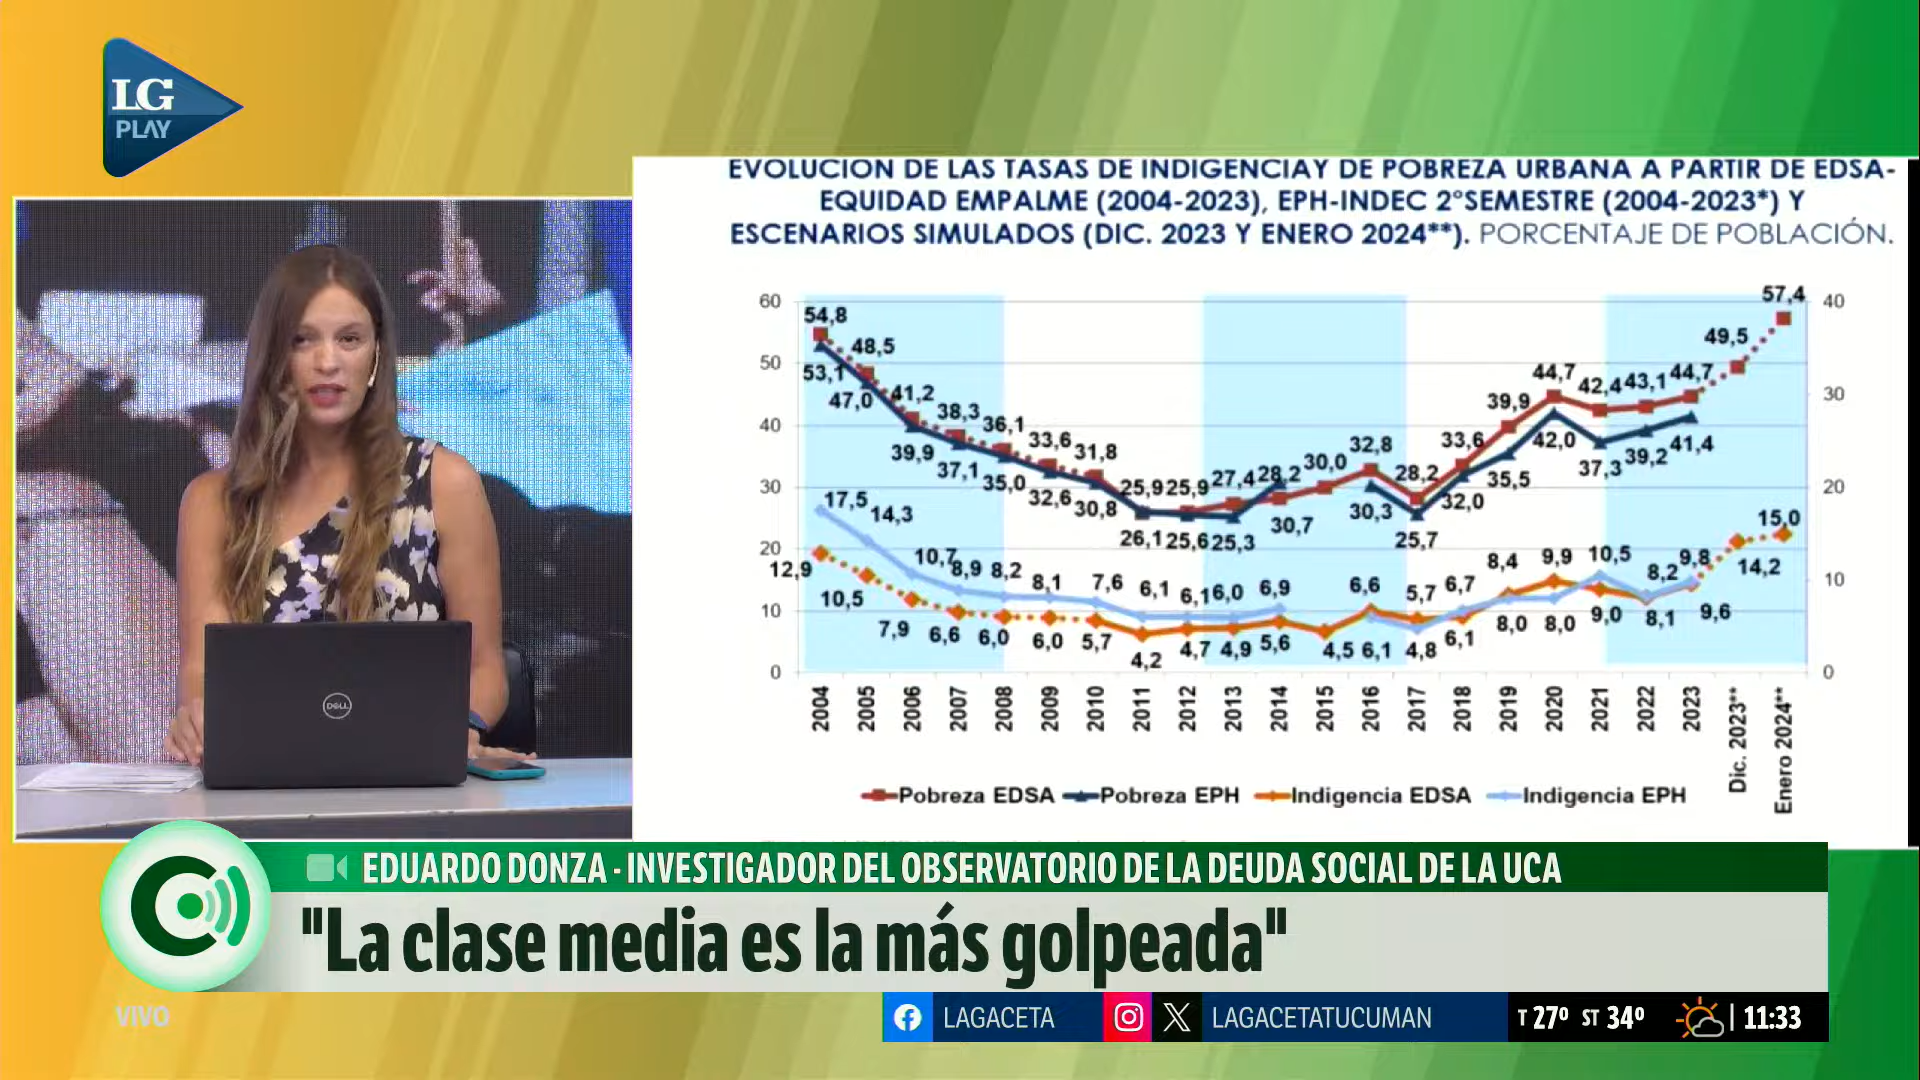 LG
PLAY
EVOLUCION DE LAS TASAS DE INDIGENCIAY DE POBREZA URBANA A PARTIR DE EDSA-
EQUIDAD EMPALME (2004-2023), EPH-INDEC 2°SEMESTRE (2004-2023*) Y
ESCENARIOS SIMULADOS (DIC. 2023 Y ENERO 2024**). PORCENTAJE DE POBLACIÓN.
60
50
40
30
20
10
0
40
30
20
10
0
54,8 48,5 41,2 38,3 36,1 33,6 31,8 25,9 25,9 27,4 28,2 30,0 32,8 28,2 33,6 39,9 44,7 42,4 43,1 44,7 49,5 57,4
53,1 47,0 39,9 37,1 35,0 32,6 30,8 26,1 25,6 25,3 30,7 30,3 25,7 32,0 35,5 42,0 37,3 39,2 41,4
17,5 14,3 10,7 8,9 8,2 8,1 7,6 6,1 6,1 6,0 6,9 6,6 5,7 6,7 8,4 9,9 10,5 8,2 9,8 15,0
12,9 10,5 7,9 6,6 6,0 6,0 5,7 4,2 4,7 4,9 5,6 4,5 6,1 4,8 6,1 8,0 8,0 9,0 8,1 9,6 14,2
2004 2005 2006 2007 2008 2009 2010 2011 2012 2013 2014 2015 2016 2017 2018 2019 2020 2021 2022 2023 Dic. 2023** Enero 2024**
Pobreza EDSA Pobreza EPH Indigencia EDSA Indigencia EPH
DELL
EDUARDO DONZA - INVESTIGADOR DEL OBSERVATORIO DE LA DEUDA SOCIAL DE LA UCA
"La clase media es la más golpeada"
VIVO
LAGACETA LAGACETATUCUMAN T 27º ST 34º 11:33